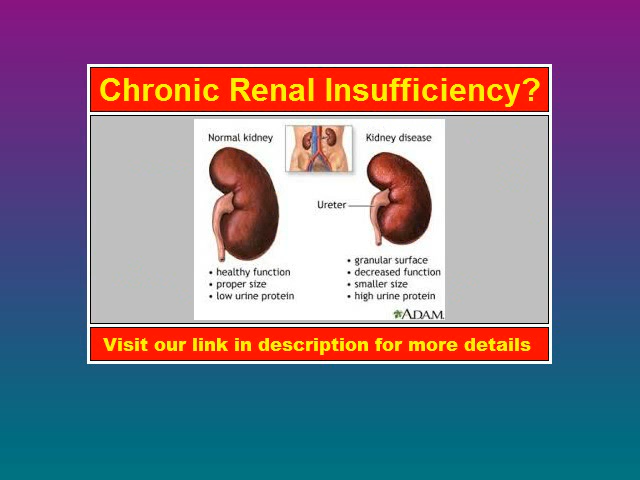 Chronic Renal Insufficiency?
Normal kidney
Kidney disease
Ureter
• healthy function
• proper size
• low urine protein
• granular surface
• decreased function
• smaller size
• high urine protein
ADAM
Visit our link in description for more details